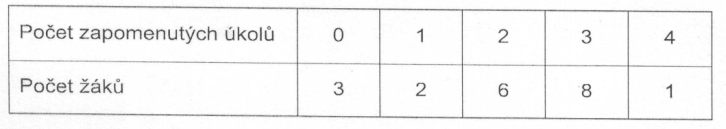 Počet zapomenutých úkolů 0 1 2 3 4
Počet žáků 3 2 6 8 1